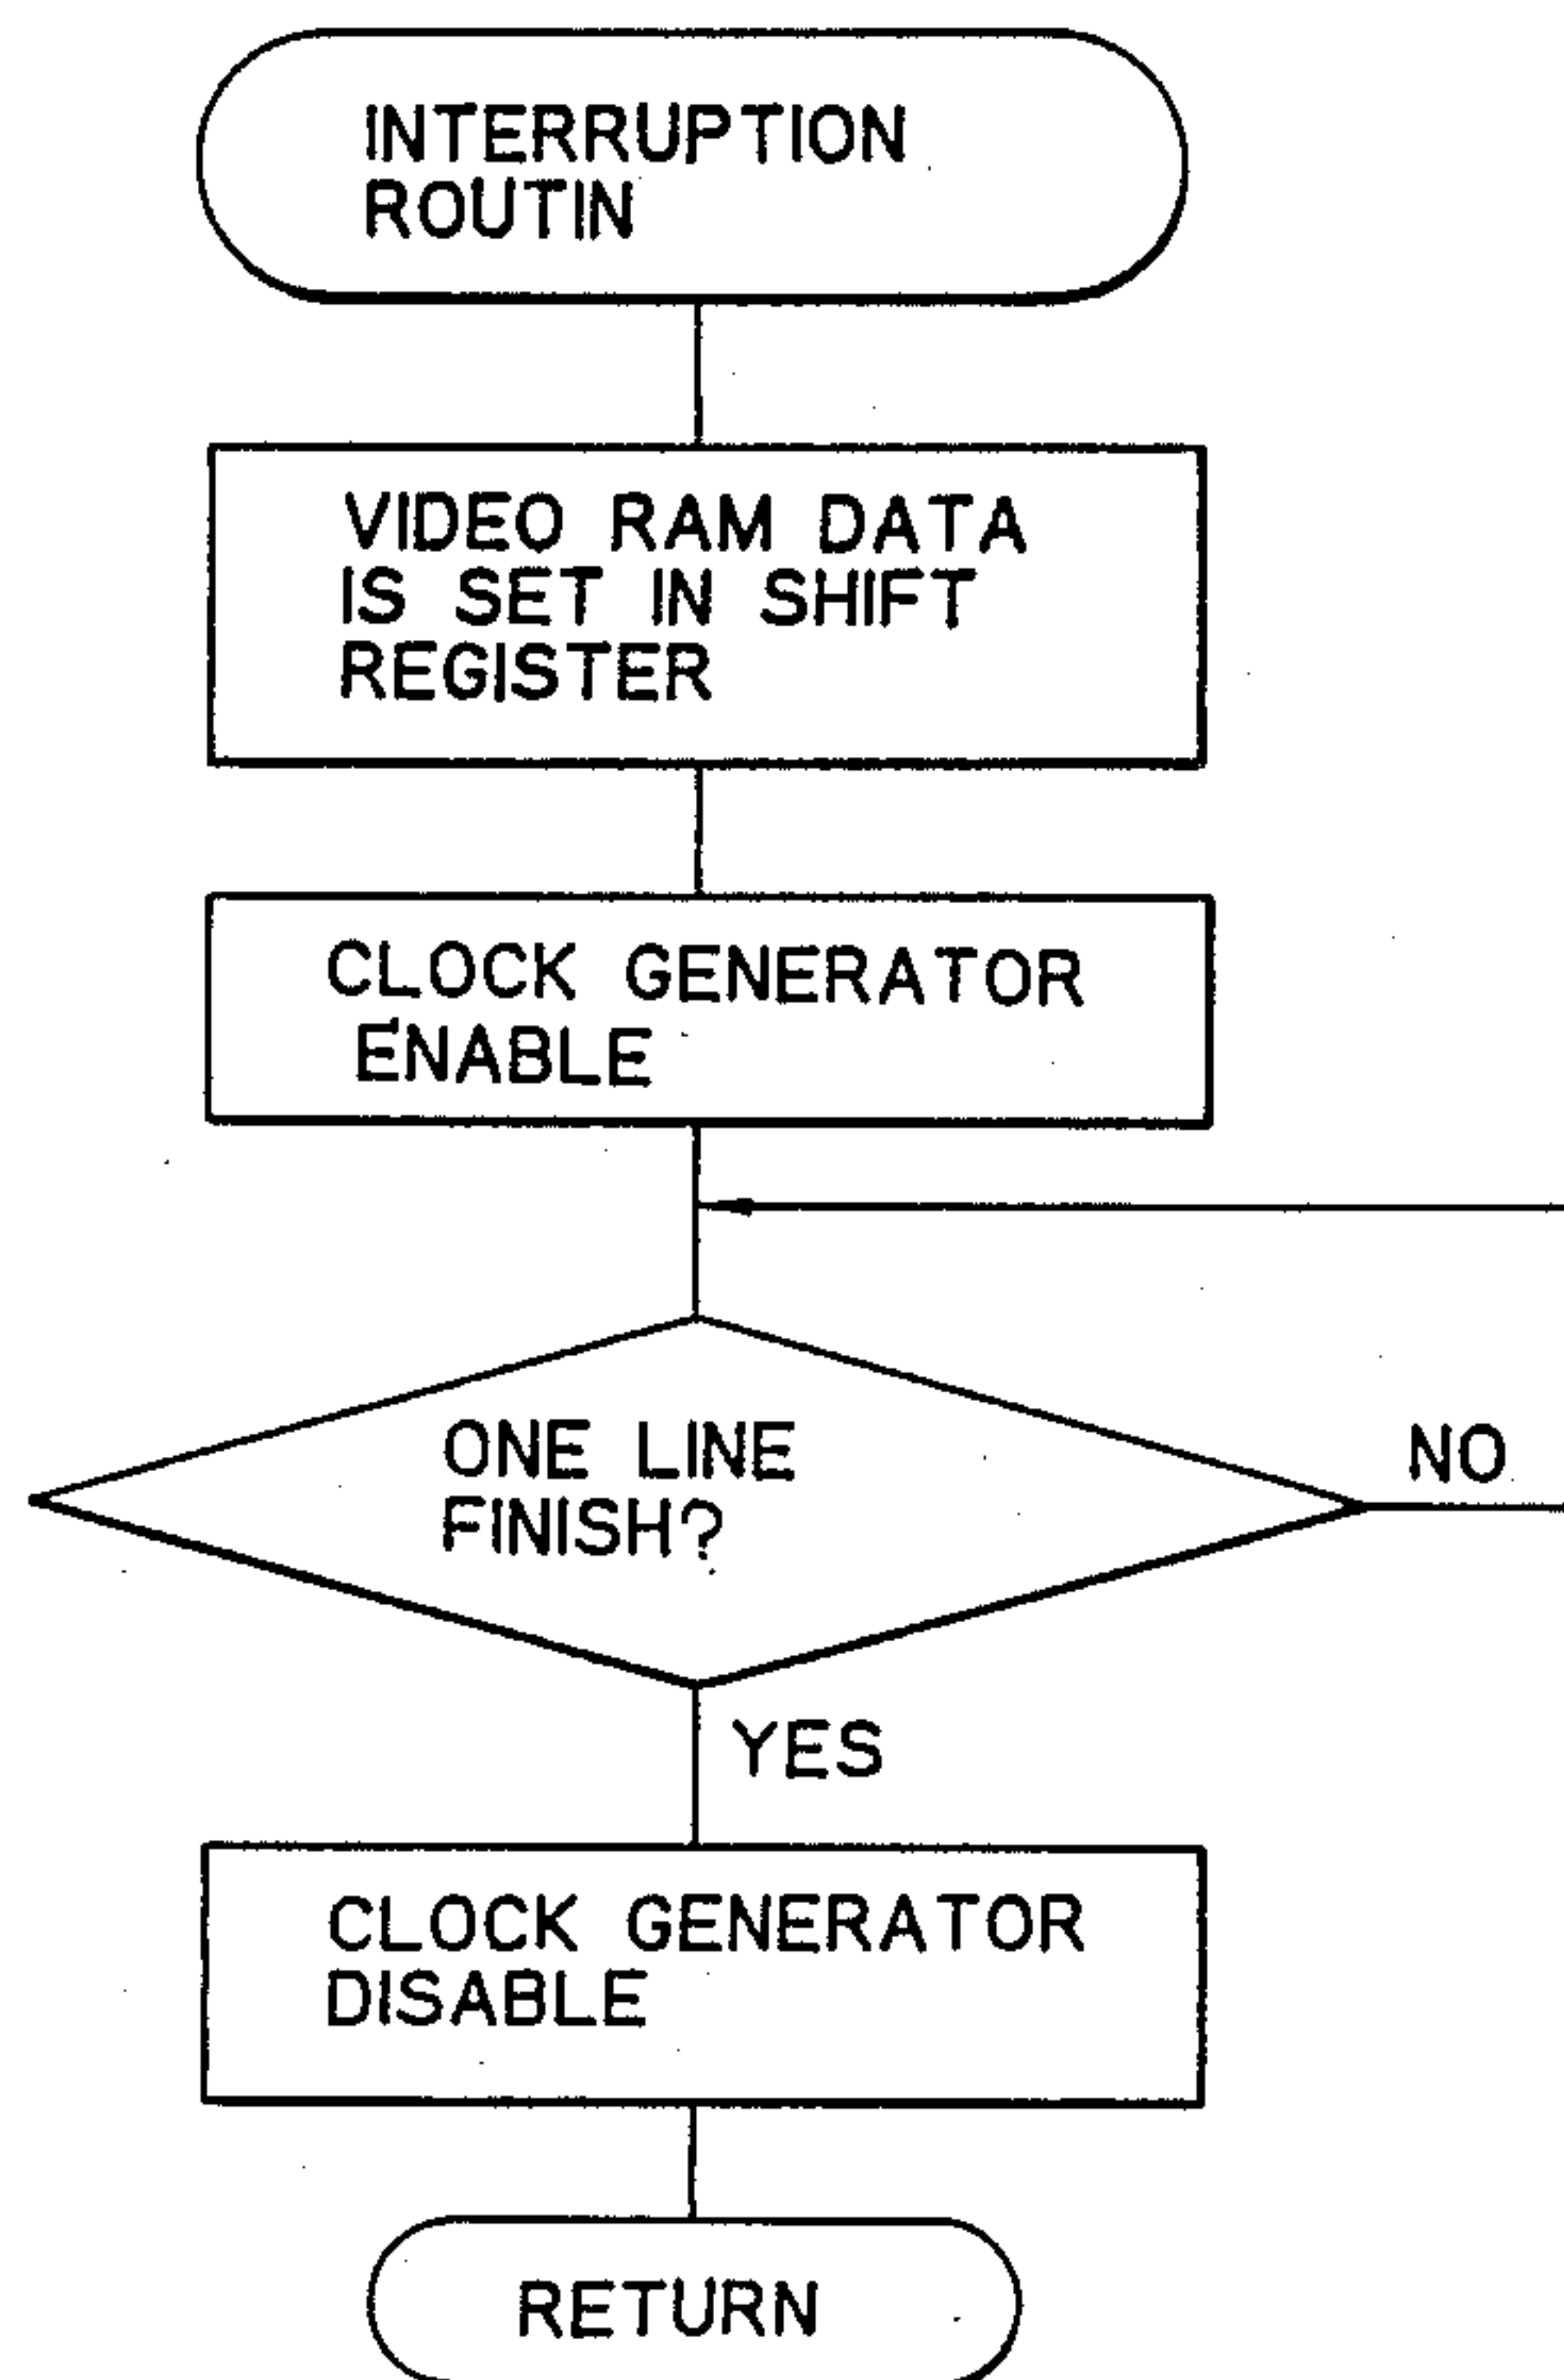 INTERRUPTION
ROUTIN
VIDEO RAM DATA
IS SET IN SHIFT
REGISTER
CLOCK GENERATOR
ENABLE
ONE LINE
FINISH?
NO
YES
CLOCK GENERATOR
DISABLE
RETURN